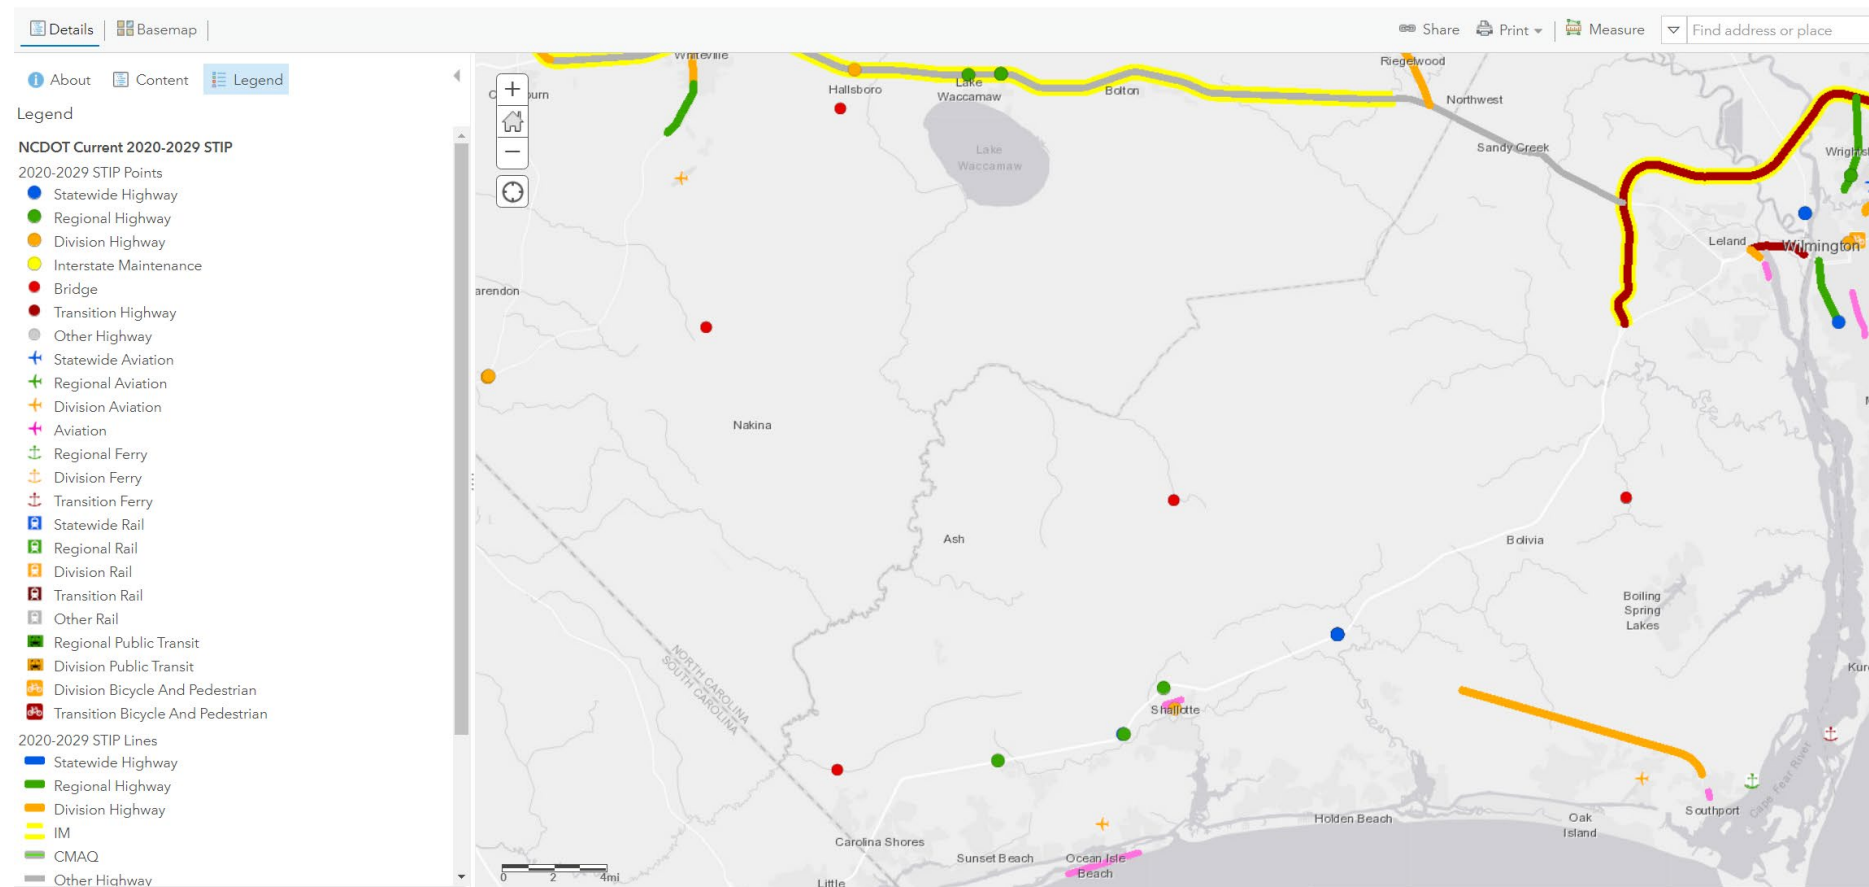 Details
Basemap
Share
Print
Measure
Find address or place
About
Content
Legend
Legend
NCDOT Current 2020-2029 STIP
2020-2029 STIP Points
Statewide Highway
Regional Highway
Division Highway
Interstate Maintenance
Bridge
Transition Highway
Other Highway
Statewide Aviation
Regional Aviation
Division Aviation
Aviation
Regional Ferry
Division Ferry
Transition Ferry
Statewide Rail
Regional Rail
Division Rail
Transition Rail
Other Rail
Regional Public Transit
Division Public Transit
Division Bicycle And Pedestrian
Transition Bicycle And Pedestrian
2020-2029 STIP Lines
Statewide Highway
Regional Highway
Division Highway
IM
CMAQ
Other Highway
Whiteville
Riegelwood
Hallsboro
Lake
Waccamaw
Bolton
Northwest
Lake
Waccamaw
Sandy Creek
Wrights
Leland
Wilmington
arendon
Nakina
Ash
Bolivia
Boiling
Spring
Lakes
NORTH CAROLINA
SOUTH CAROLINA
Shallotte
Kur
Cape Fear River
Southport
Oak
Island
Holden Beach
Carolina Shores
Sunset Beach
Ocean Isle
Beach
Little
0 2 4mi